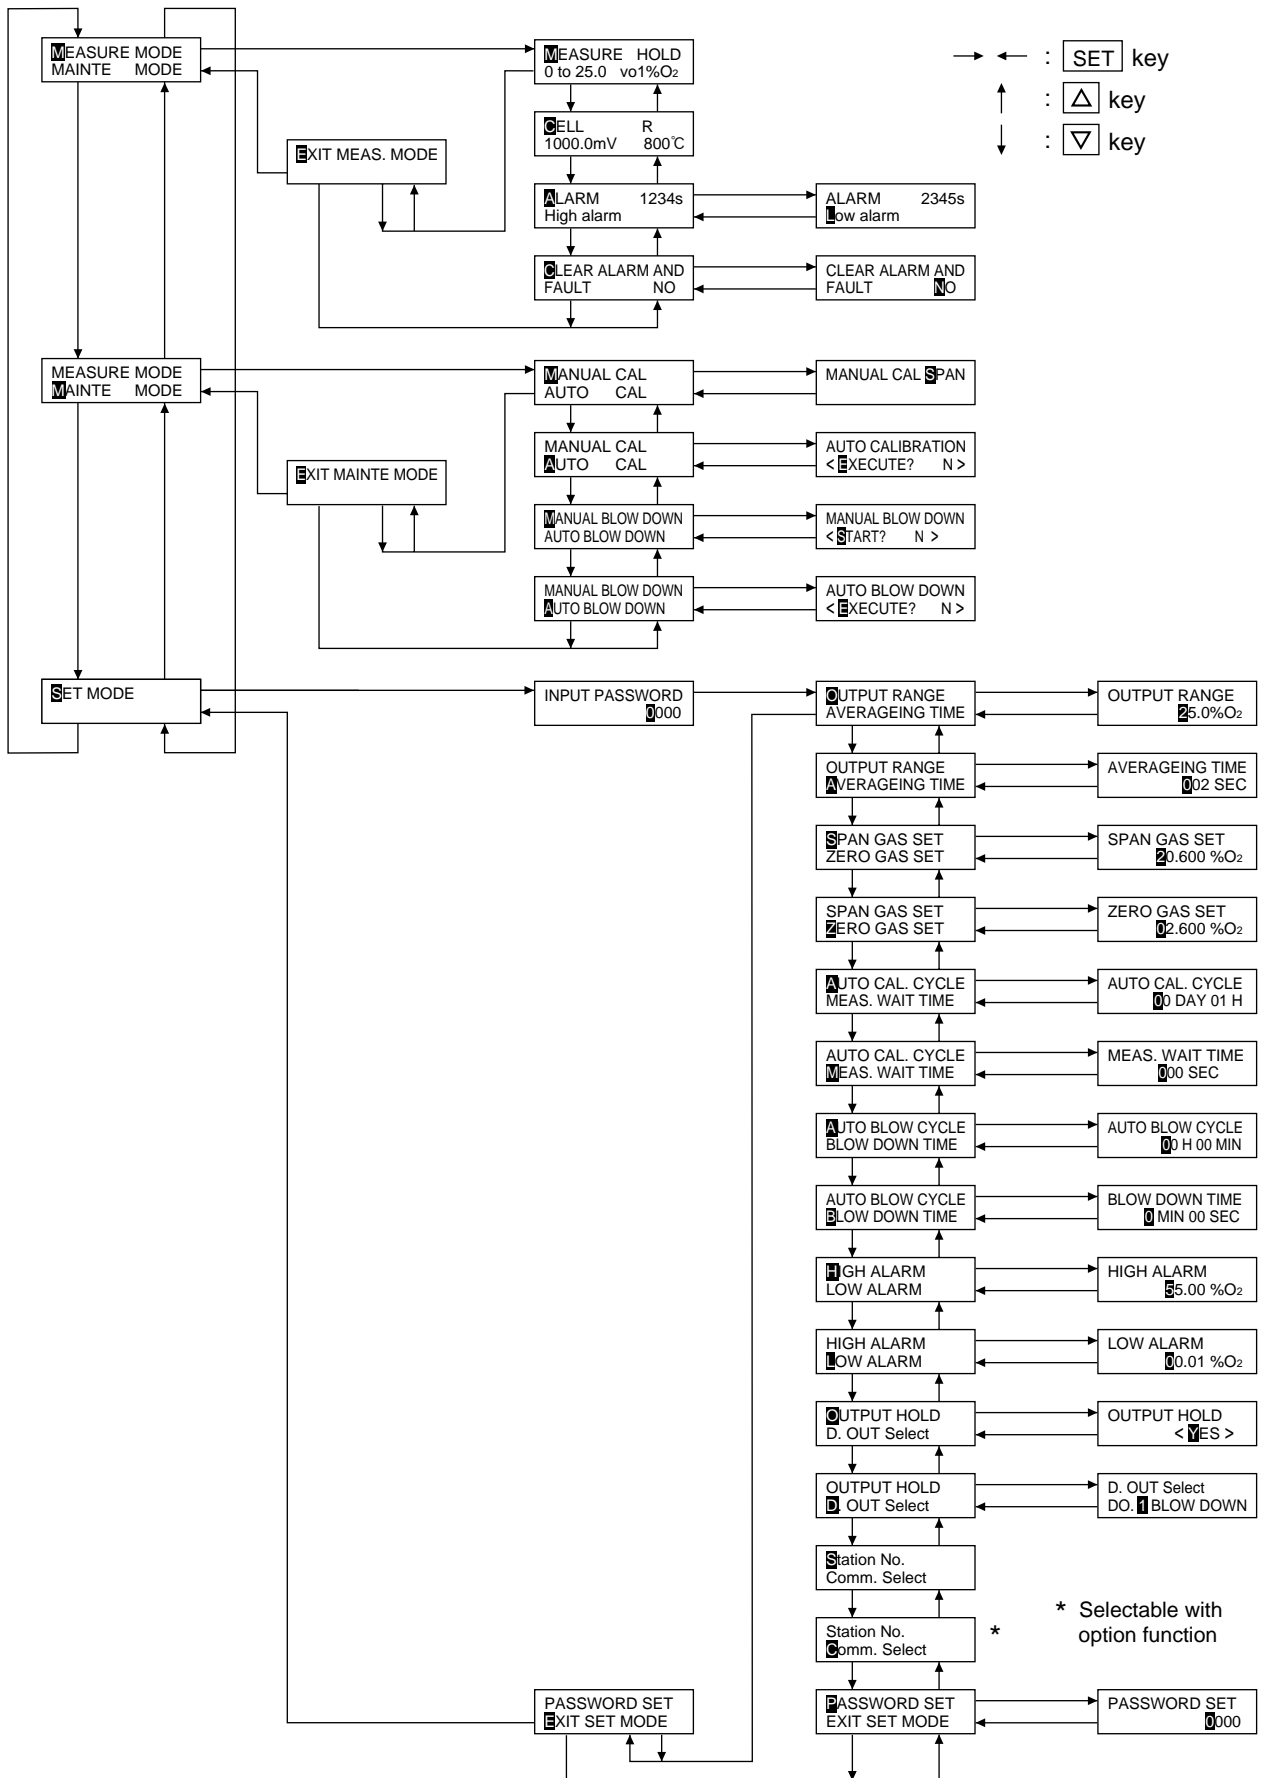 MEASURE MODE
MAINTE MODE
MEASURE HOLD
0 to 25.0 vo1%O2
→ ← : SET key
↑ : △ key
↓ : ▽ key
CELL R
1000.0mV 800℃
EXIT MEAS. MODE
ALARM 1234s
High alarm
ALARM 2345s
Low alarm
CLEAR ALARM AND
FAULT NO
CLEAR ALARM AND
FAULT NO
MEASURE MODE
MAINTE MODE
MANUAL CAL
AUTO CAL
MANUAL CAL SPAN
MANUAL CAL
AUTO CAL
AUTO CALIBRATION
< EXECUTE? N >
EXIT MAINTE MODE
MANUAL BLOW DOWN
AUTO BLOW DOWN
MANUAL BLOW DOWN
< START? N >
MANUAL BLOW DOWN
AUTO BLOW DOWN
AUTO BLOW DOWN
< EXECUTE? N >
SET MODE
INPUT PASSWORD
0000
OUTPUT RANGE
AVERAGEING TIME
OUTPUT RANGE
25.0%O2
OUTPUT RANGE
AVERAGEING TIME
AVERAGEING TIME
002 SEC
SPAN GAS SET
ZERO GAS SET
SPAN GAS SET
20.600 %O2
SPAN GAS SET
ZERO GAS SET
ZERO GAS SET
02.600 %O2
AUTO CAL. CYCLE
MEAS. WAIT TIME
AUTO CAL. CYCLE
00 DAY 01 H
AUTO CAL. CYCLE
MEAS. WAIT TIME
MEAS. WAIT TIME
000 SEC
AUTO BLOW CYCLE
BLOW DOWN TIME
AUTO BLOW CYCLE
00 H 00 MIN
AUTO BLOW CYCLE
BLOW DOWN TIME
BLOW DOWN TIME
0 MIN 00 SEC
HIGH ALARM
LOW ALARM
HIGH ALARM
55.00 %O2
HIGH ALARM
LOW ALARM
LOW ALARM
00.01 %O2
OUTPUT HOLD
D. OUT Select
OUTPUT HOLD
< YES >
OUTPUT HOLD
D. OUT Select
D. OUT Select
DO. 1 BLOW DOWN
Station No.
Comm. Select
Station No.
Comm. Select
*
* Selectable with
option function
PASSWORD SET
EXIT SET MODE
PASSWORD SET
EXIT SET MODE
PASSWORD SET
0000